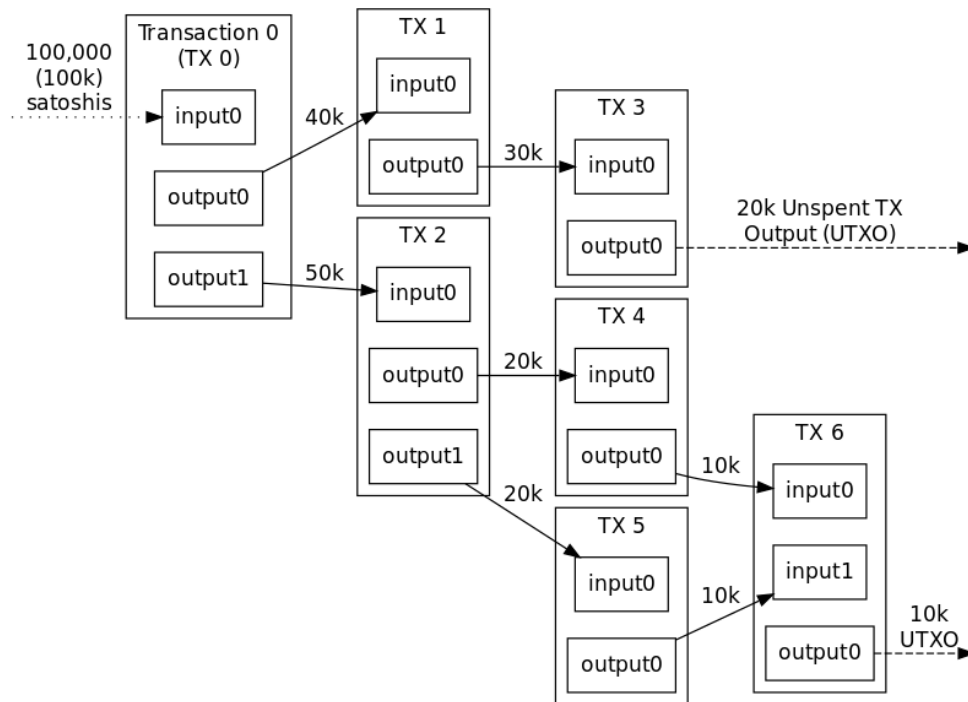 100,000
(100k)
satoshis
Transaction 0
(TX 0)
input0
output0
output1
40k
50k
TX 1
input0
output0
30k
TX 2
input0
output0
output1
20k
20k
TX 3
input0
output0
20k Unspent TX
Output (UTXO)
TX 4
input0
output0
10k
TX 5
input0
output0
10k
TX 6
input0
input1
output0
10k
UTXO